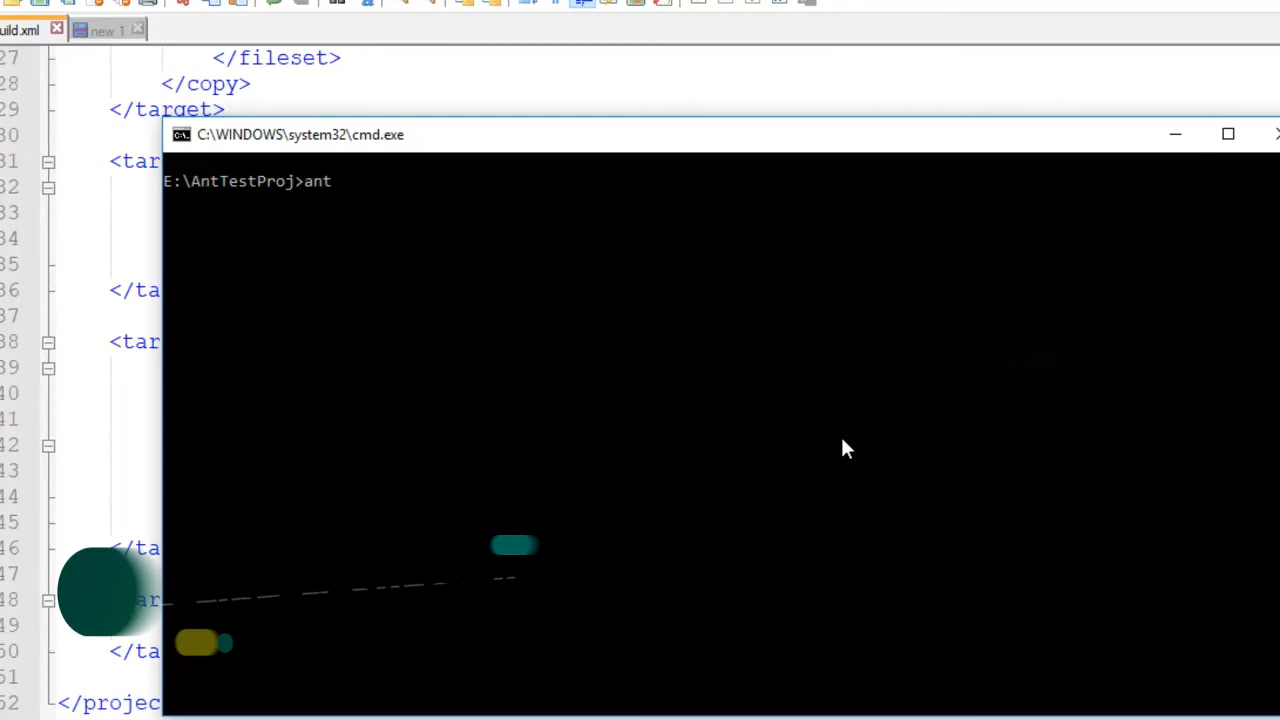 uild.xml new 1
27 </fileset>
28 </copy>
29 </target>
30
C:\WINDOWS\system32\cmd.exe
31 <tar
E:\AntTestProj>ant
32
33
34
35
36 </ta
37
38 <tar
39
40
41
42
43
44
45
46 </ta
47
48 ar
49
50 </ta
51
52 </projec